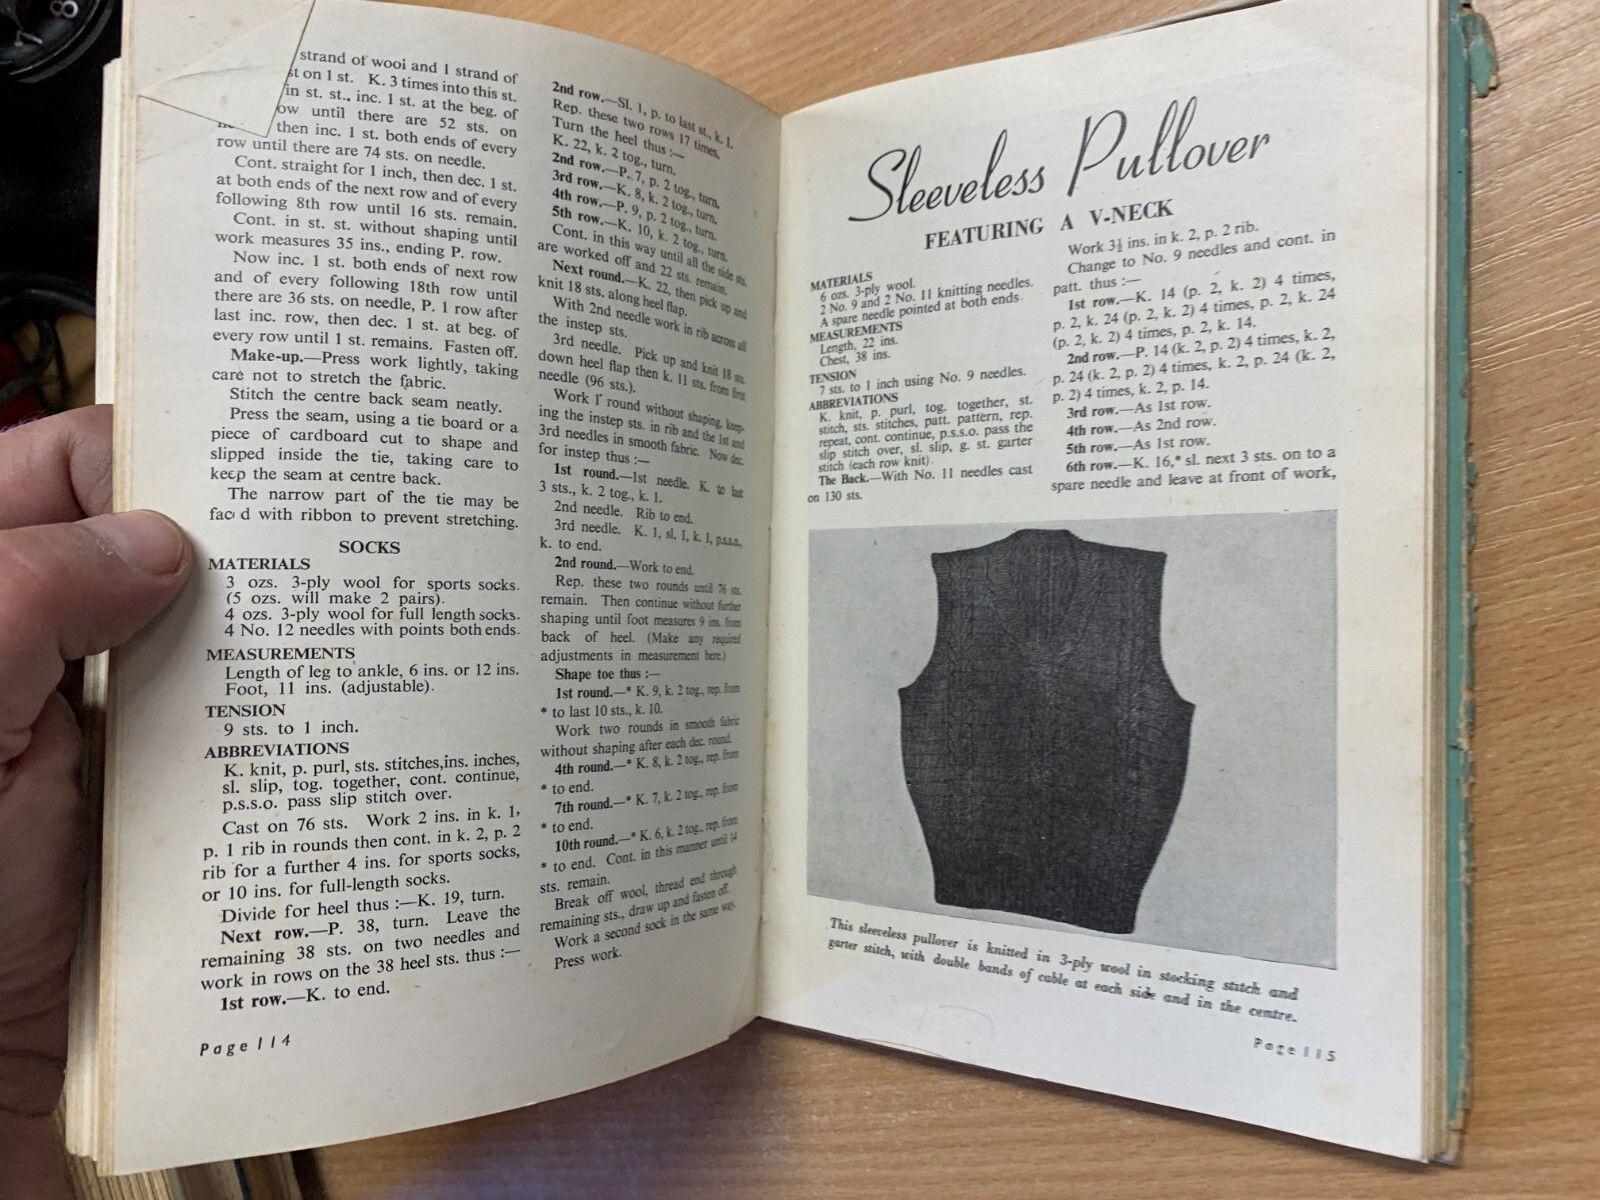 strand of wool and 1 strand of
st on 1 st. K. 3 times into this st.
in st. st., inc. 1 st. at the beg. of
ow until there are 52 sts. on
then inc. 1 st. both ends of every
row until there are 74 sts. on needle.
Cont. straight for 1 inch, then dec. 1 st.
at both ends of the next row and of every
following 8th row until 16 sts. remain.
Cont. in st. st. without shaping until
work measures 35 ins., ending P. row.
Now inc. 1 st. both ends of next row
and of every following 18th row until
there are 36 sts. on needle, P. 1 row after
last inc. row, then dec. 1 st. at beg. of
every row until 1 st. remains. Fasten off.
Make-up.—Press work lightly, taking
care not to stretch the fabric.
Stitch the centre back seam neatly.
Press the seam, using a tie board or a
piece of cardboard cut to shape and
slipped inside the tie, taking care to
keep the seam at centre back.
The narrow part of the tie may be
faced with ribbon to prevent stretching.
SOCKS
MATERIALS
3 ozs. 3-ply wool for sports socks.
(5 ozs. will make 2 pairs).
4 ozs. 3-ply wool for full length socks.
4 No. 12 needles with points both ends.
MEASUREMENTS
Length of leg to ankle, 6 ins. or 12 ins.
Foot, 11 ins. (adjustable).
TENSION
9 sts. to 1 inch.
ABBREVIATIONS
K. knit, p. purl, sts. stitches, ins. inches,
sl. slip, tog. together, cont. continue,
p.s.s.o. pass slip stitch over.
Cast on 76 sts. Work 2 ins. in k. 1,
p. 1 rib in rounds then cont. in k. 2, p. 2
rib for a further 4 ins. for sports socks,
or 10 ins. for full-length socks.
Divide for heel thus :—K. 19, turn.
Next row.—P. 38, turn. Leave the
remaining 38 sts. on two needles and
work in rows on the 38 heel sts. thus :—
1st row.—K. to end.
Page 114
2nd row.—Sl. 1, p. to last st., k. 1.
Rep. these two rows 17 times.
Turn the heel thus :—
K. 22, k. 2 tog., turn.
2nd row.—P. 7, p. 2 tog., turn.
3rd row.—K. 8, k. 2 tog., turn.
4th row.—P. 9, p. 2 tog., turn.
5th row.—K. 10, k. 2 tog., turn.
Cont. in this way until all the side sts.
are worked off and 22 sts. remain.
Next round.—K. 22, then pick up and
knit 18 sts. along heel flap.
With 2nd needle work in rib across all
the instep sts.
3rd needle. Pick up and knit 18 sts.
down heel flap then k. 11 sts. from first
needle (96 sts.).
Work 1 round without shaping, keep-
ing the instep sts. in rib and the 1st and
3rd needles in smooth fabric. Now dec.
for instep thus :—
1st round.—1st needle. K. to last
3 sts., k. 2 tog., k. 1.
2nd needle. Rib to end.
3rd needle. K. 1, sl. 1, k. 1, p.s.s.o.,
k. to end.
2nd round.—Work to end.
Rep. these two rounds until 76 sts.
remain. Then continue without further
shaping until foot measures 9 ins. from
back of heel. (Make any required
adjustments in measurement here.)
Shape toe thus :—
1st round.—* K. 9, k. 2 tog., rep. from
* to last 10 sts., k. 10.
Work two rounds in smooth fabric
without shaping after each dec. round.
4th round.—* K. 8, k. 2 tog., rep. from
* to end.
7th round.—* K. 7, k. 2 tog., rep. from
* to end.
10th round.—* K. 6, k. 2 tog., rep. from
* to end. Cont. in this manner until 14
sts. remain.
Break off wool, thread end through
remaining sts., draw up and fasten off.
Work a second sock in the same way.
Press work.
Sleeveless Pullover
FEATURING A V-NECK
MATERIALS
6 ozs. 3-ply wool.
2 No. 9 and 2 No. 11 knitting needles.
A spare needle pointed at both ends.
MEASUREMENTS
Length, 22 ins.
Chest, 38 ins.
TENSION
7 sts. to 1 inch using No. 9 needles.
ABBREVIATIONS
K. knit, p. purl, tog. together, st.
stitch, sts. stitches, patt. pattern, rep.
repeat, cont. continue, p.s.s.o. pass the
slip stitch over, sl. slip, g. st. garter
stitch (each row knit).
The Back.—With No. 11 needles cast
on 130 sts.
Work 3½ ins. in k. 2, p. 2 rib.
Change to No. 9 needles and cont. in
patt. thus :—
1st row.—K. 14 (p. 2, k. 2) 4 times,
p. 2, k. 24 (p. 2, k. 2) 4 times, p. 2, k. 24
(p. 2, k. 2) 4 times, p. 2, k. 14.
2nd row.—P. 14 (k. 2, p. 2) 4 times, k. 2,
p. 24 (k. 2, p. 2) 4 times, k. 2, p. 24 (k. 2,
p. 2) 4 times, k. 2, p. 14.
3rd row.—As 1st row.
4th row.—As 2nd row.
5th row.—As 1st row.
6th row.—K. 16,* sl. next 3 sts. on to a
spare needle and leave at front of work,
This sleeveless pullover is knitted in 3-ply wool in stocking stitch and
garter stitch, with double bands of cable at each side and in the centre.
Page 115